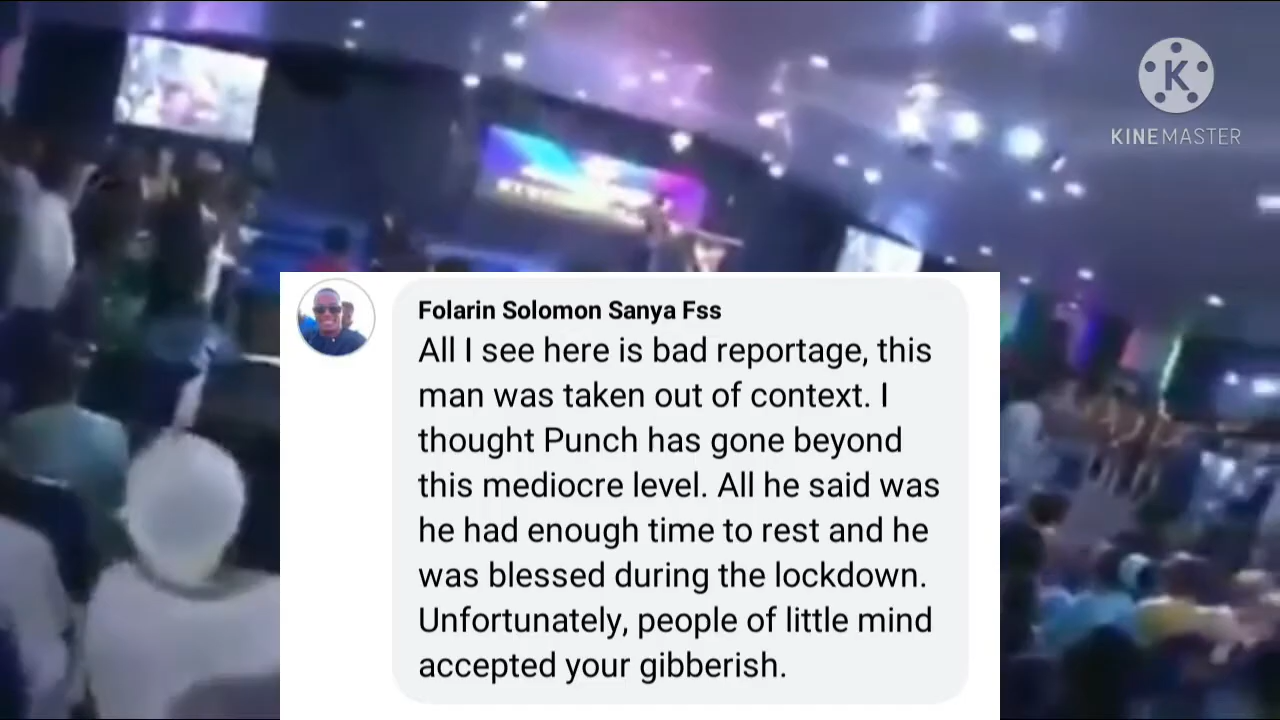 KINEMASTER
Folarin Solomon Sanya Fss
All I see here is bad reportage, this
man was taken out of context. I
thought Punch has gone beyond
this mediocre level. All he said was
he had enough time to rest and he
was blessed during the lockdown.
Unfortunately, people of little mind
accepted your gibberish.